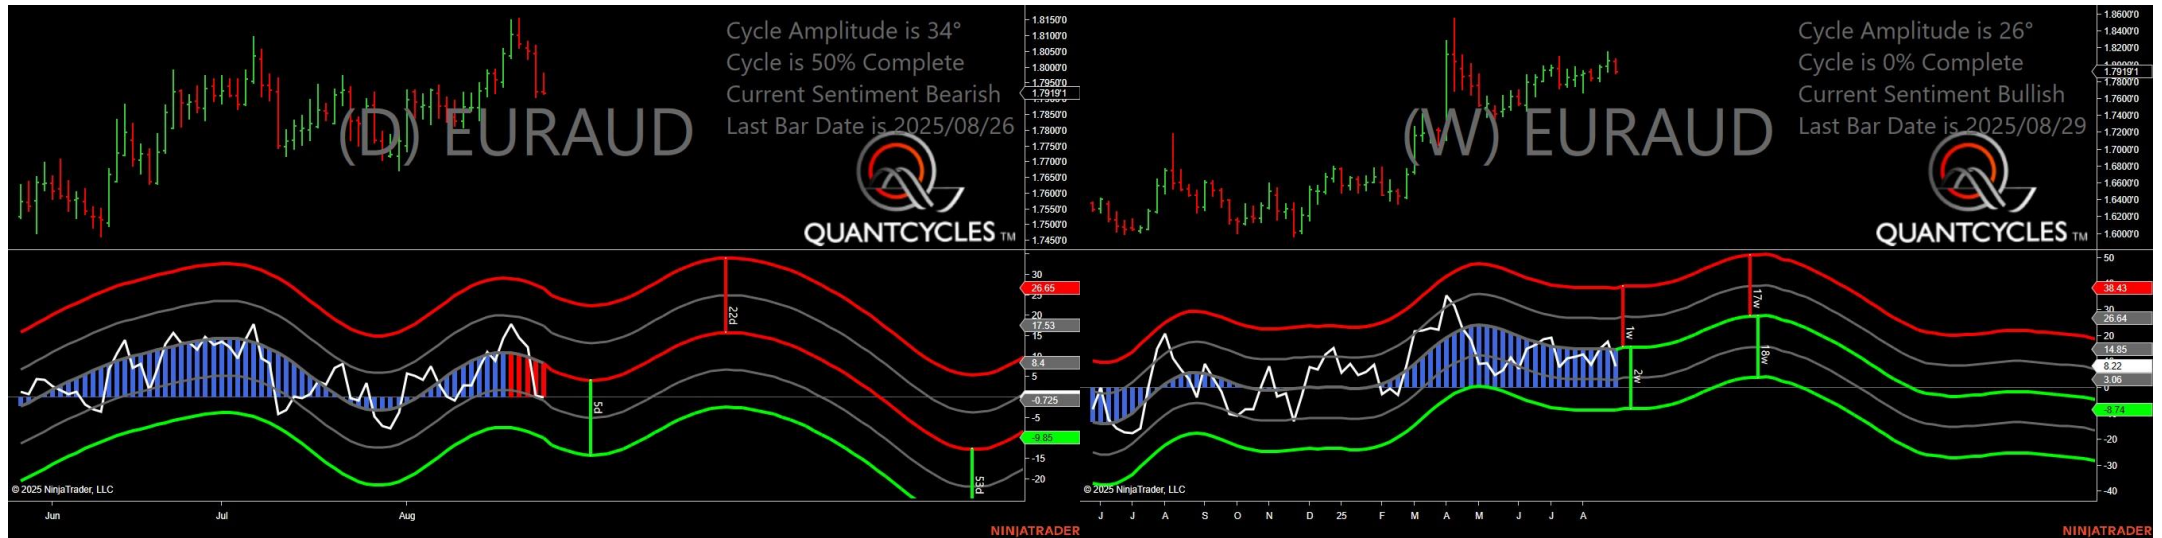 Cycle Amplitude is 34°
Cycle is 50% Complete
Current Sentiment Bearish
Last Bar Date is 2025/08/26
(D) EURAUD
QUANTCYCLES TM
1.8150'0
1.8100'0
1.8050'0
1.8000'0
1.7950'0
1.7919'1
1.7850'0
1.7800'0
1.7750'0
1.7700'0
1.7650'0
1.7600'0
1.7550'0
1.7500'0
1.7450'0
30
26.65
25
20
17.53
15
8.4
5
-0.725
-5
-9.85
-15
-20
22d
5d
53d
© 2025 NinjaTrader, LLC
Jun
Jul
Aug
NINJATRADER
Cycle Amplitude is 26°
Cycle is 0% Complete
Current Sentiment Bullish
Last Bar Date is 2025/08/29
(W) EURAUD
QUANTCYCLES TM
1.8600'0
1.8400'0
1.8200'0
1.7919'1
1.7800'0
1.7600'0
1.7400'0
1.7200'0
1.7000'0
1.6800'0
1.6600'0
1.6400'0
1.6200'0
1.6000'0
50
38.43
30
26.64
20
14.85
8.22
3.06
0
-8.74
-20
-30
-40
1w
2w
17w
18w
© 2025 NinjaTrader, LLC
J
J
A
S
O
N
D
25
F
M
A
M
J
J
A
NINJATRADER